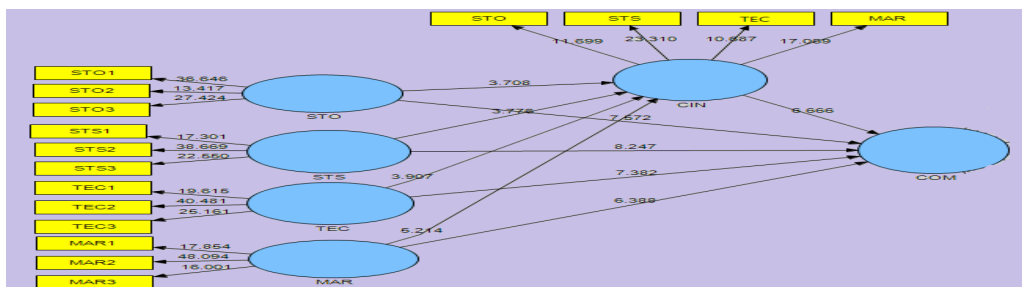 STO STS TEC MAR
11.699 23.310 10.887 17.089
STO1 36.646
STO2 13.417
STO3 27.424
STO
3.708
CIN
STS1 17.301
STS2 38.669
STS3 22.550
STS
3.778
7.572
6.666
8.247
COM
TEC1 19.615
TEC2 40.481
TEC3 25.161
TEC
3.907
7.382
6.388
MAR1 17.854
MAR2 48.094
MAR3 16.001
MAR
5.214